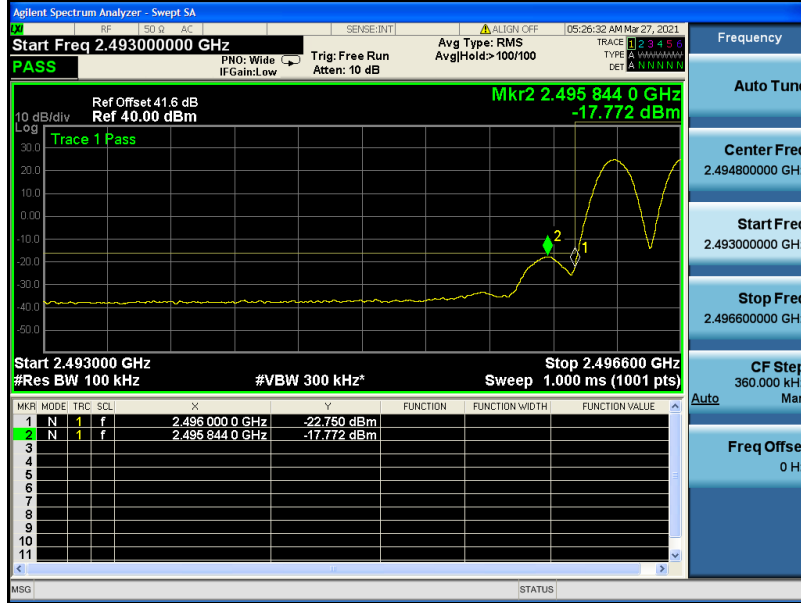 Agilent Spectrum Analyzer - Swept SA
LXI RF 50 Ω AC SENSE:INT ALIGN OFF 05:26:32 AM Mar 27, 2021
Start Freq 2.493000000 GHz
PASS
PNO: Wide
IFGain:Low
Trig: Free Run
Atten: 10 dB
Avg Type: RMS
Avg|Hold:>100/100
TRACE 1 2 3 4 5 6
TYPE A WWWWW
DET A N N N N N
Ref Offset 41.6 dB
10 dB/div Ref 40.00 dBm
Log
Mkr2 2.495 844 0 GHz
-17.772 dBm
Trace 1 Pass
30.0
20.0
10.0
0.00
-10.0
-20.0
-30.0
-40.0
-50.0
2
1
Start 2.493000 GHz Stop 2.496600 GHz
#Res BW 100 kHz #VBW 300 kHz* Sweep 1.000 ms (1001 pts)
MKR MODE TRC SCL X Y FUNCTION FUNCTION WIDTH FUNCTION VALUE
1 N 1 f 2.496 000 0 GHz -22.750 dBm
2 N 1 f 2.495 844 0 GHz -17.772 dBm
3
4
5
6
7
8
9
10
11
MSG STATUS
Frequency
Auto Tune
Center Freq
2.494800000 GH
Start Freq
2.493000000 GH
Stop Freq
2.496600000 GH
CF Step
360.000 kH
Auto Ma
Freq Offse
0 H